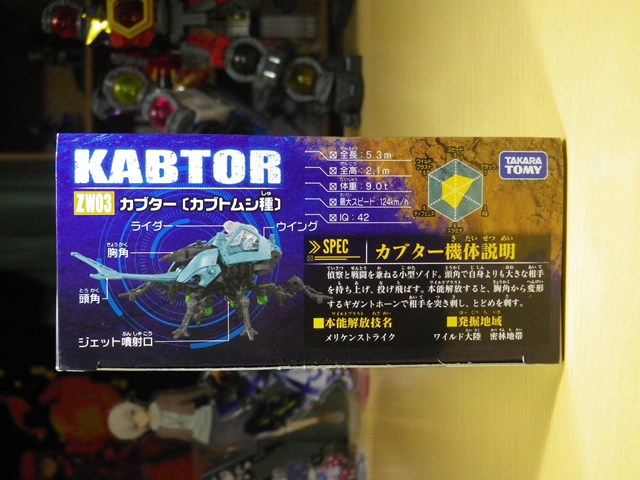 KABTOR
ZW03 カブター〔カブトムシ種〕
全長：5.3m
全高：2.1m
体重：9.0t
最大スピード：124km/h
IQ：42
TAKARA TOMY
ライダー
ウイング
胸角
頭角
ジェット噴射口
SPEC カブター機体説明
偵察と戦闘を兼ねる小型ゾイド。頭角で自身よりも大きな相手
を持ち上げ、投げ飛ばす。本能解放すると、胸角から変形
するギガントホーンで相手を突き刺し、とどめを刺す。
■本能解放技名
メリケンストライク
■発掘地域
ワイルド大陸 密林地帯